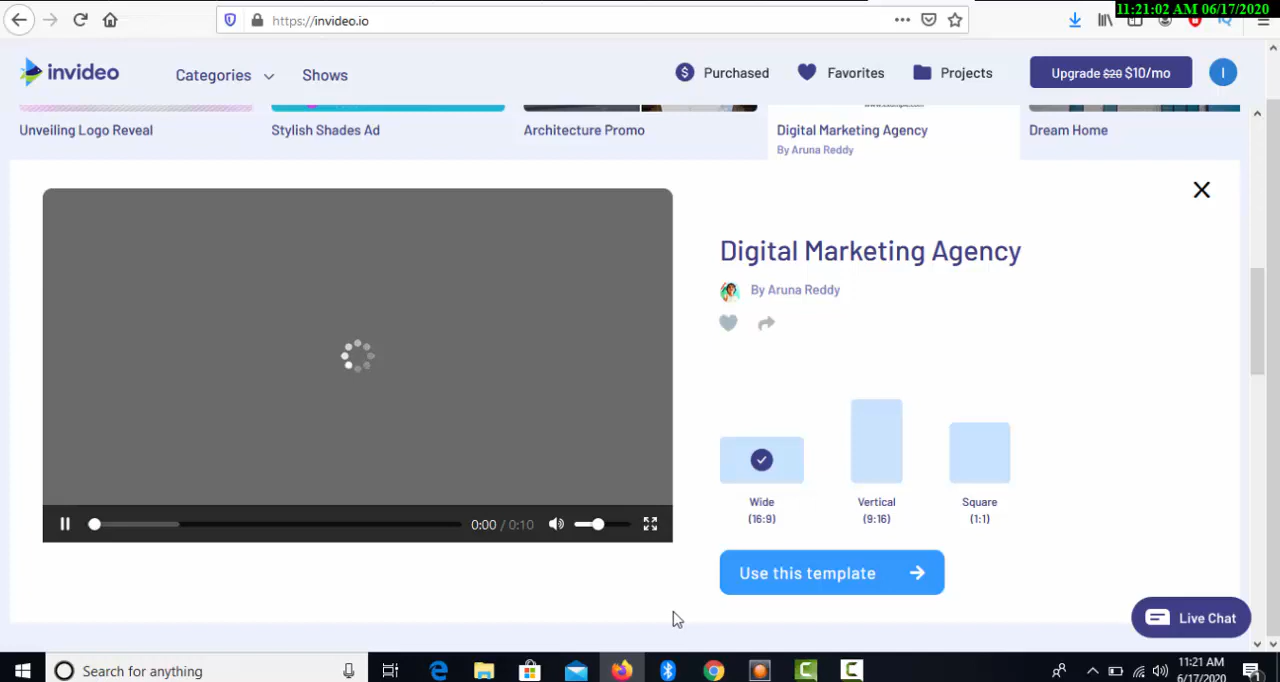 11:21:02 AM 06/17/2020
https://invideo.io
invideo
Categories
Shows
Purchased
Favorites
Projects
Upgrade $20 $10/mo
I
Unveiling Logo Reveal
Stylish Shades Ad
Architecture Promo
Digital Marketing Agency
By Aruna Reddy
Dream Home
Digital Marketing Agency
By Aruna Reddy
Wide
(16:9)
Vertical
(9:16)
Square
(1:1)
0:00 / 0:10
Use this template
Live Chat
Search for anything
11:21 AM
6/17/2020